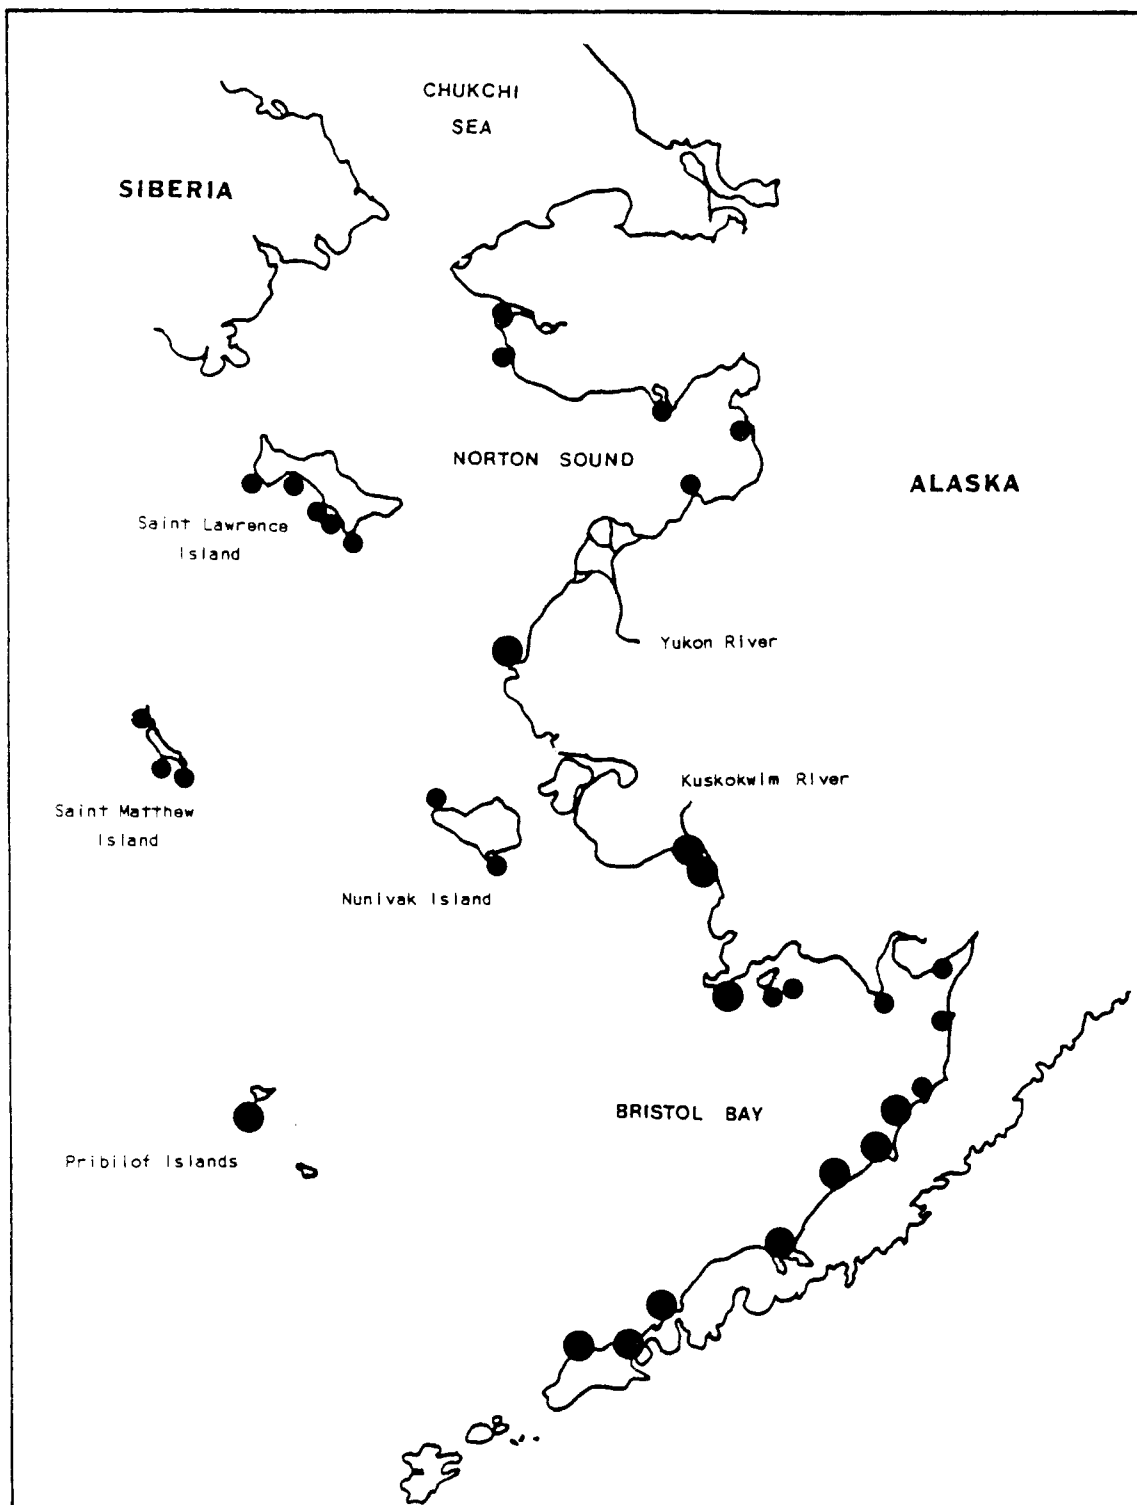 CHUKCHI
SEA
SIBERIA
NORTON SOUND
ALASKA
Saint Lawrence
Island
Yukon River
Kuskokwim River
Saint Matthew
Island
Nunivak Island
BRISTOL BAY
Pribilof Islands